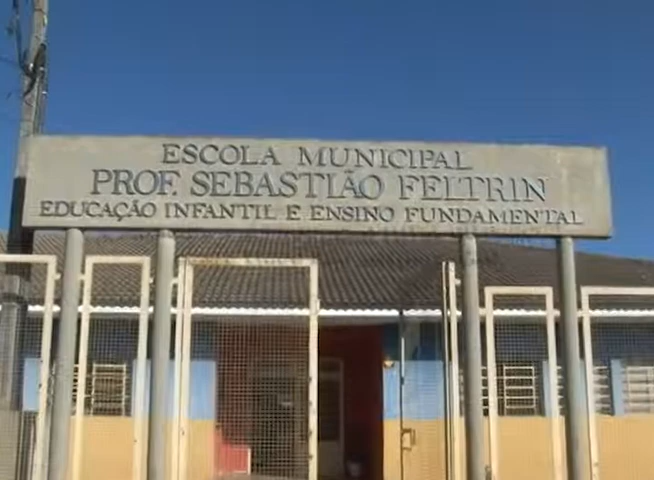 ESCOLA MUNICIPAL
PROF. SEBASTIÃO FELTRIN
EDUCAÇÃO INFANTIL E ENSINO FUNDAMENTAL